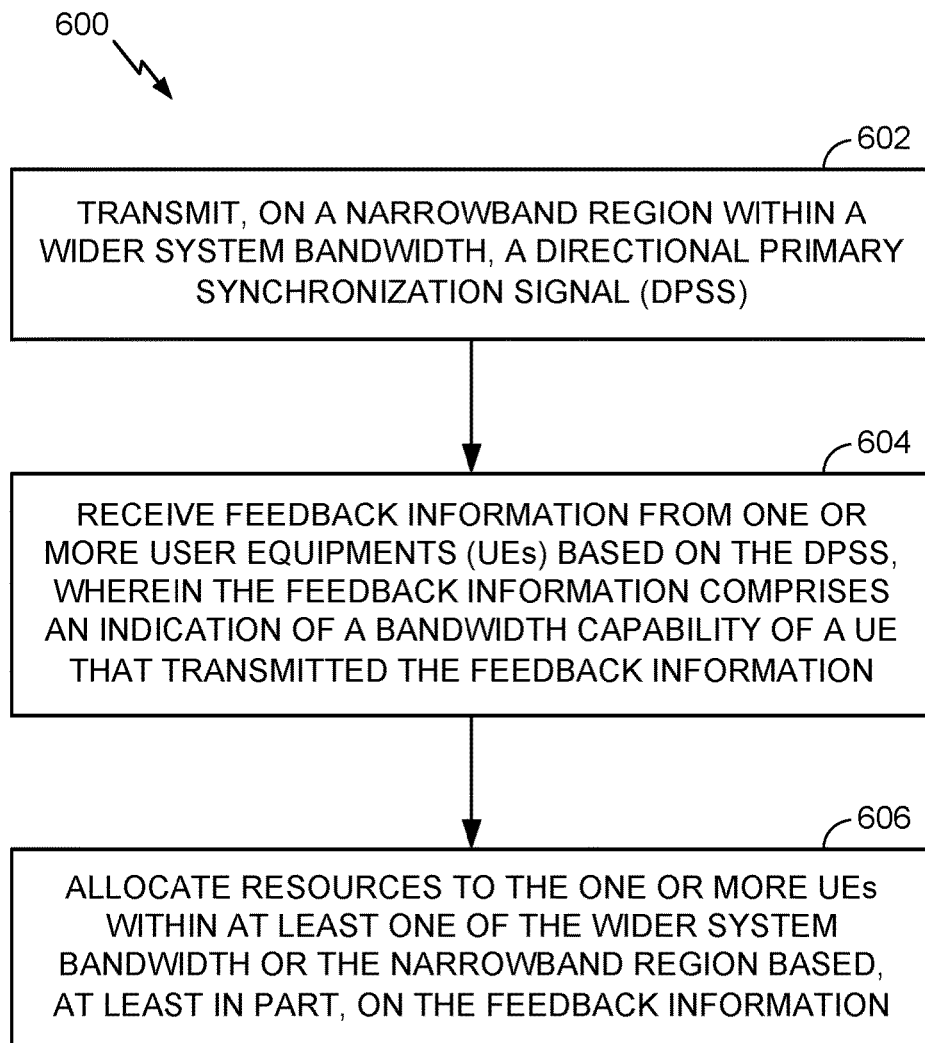 600
602
TRANSMIT, ON A NARROWBAND REGION WITHIN A
WIDER SYSTEM BANDWIDTH, A DIRECTIONAL PRIMARY
SYNCHRONIZATION SIGNAL (DPSS)
604
RECEIVE FEEDBACK INFORMATION FROM ONE OR
MORE USER EQUIPMENTS (UEs) BASED ON THE DPSS,
WHEREIN THE FEEDBACK INFORMATION COMPRISES
AN INDICATION OF A BANDWIDTH CAPABILITY OF A UE
THAT TRANSMITTED THE FEEDBACK INFORMATION
606
ALLOCATE RESOURCES TO THE ONE OR MORE UEs
WITHIN AT LEAST ONE OF THE WIDER SYSTEM
BANDWIDTH OR THE NARROWBAND REGION BASED,
AT LEAST IN PART, ON THE FEEDBACK INFORMATION